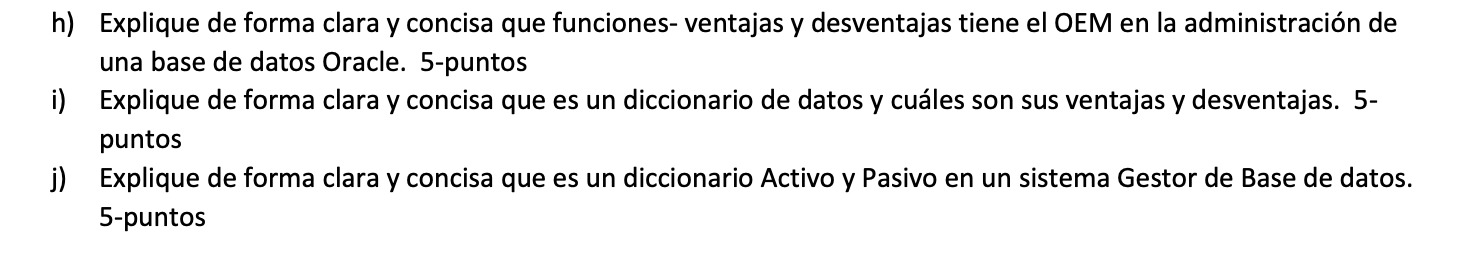 h) Explique de forma clara y concisa que funciones- ventajas y desventajas tiene el OEM en la administración de
una base de datos Oracle.  5-puntos
i) Explique de forma clara y concisa que es un diccionario de datos y cuáles son sus ventajas y desventajas.  5-
puntos
j) Explique de forma clara y concisa que es un diccionario Activo y Pasivo en un sistema Gestor de Base de datos.
5-puntos